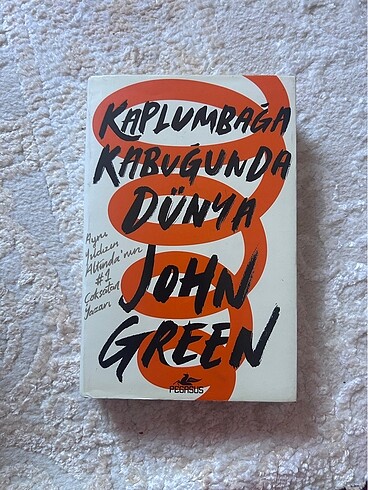 KAPLUMBAĞA
KABUĞUNDA
DÜNYA
Aynı
Yıldızın
Altında'nın
#1
Çoksatan
Yazarı
JOHN
GREEN
PEGASUS